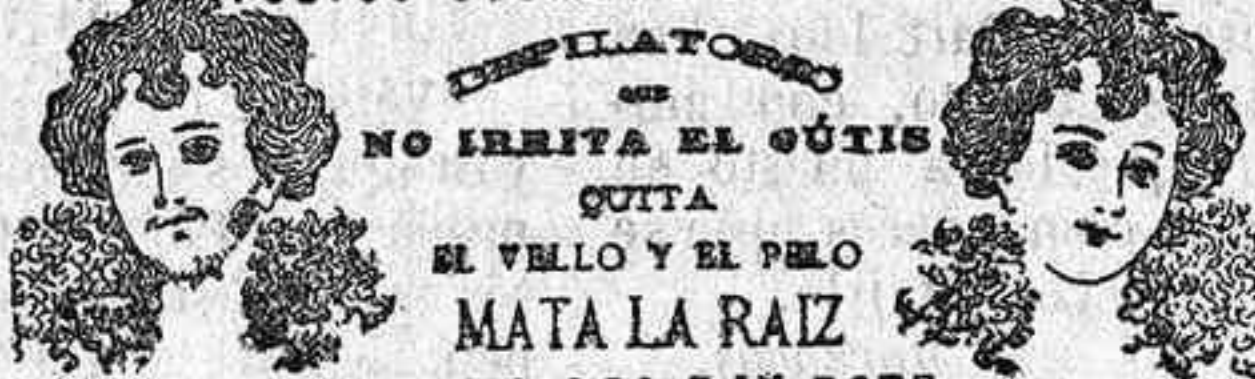 DEPILATORIO
QUE
NO IRRITA EL CÚTIS
QUITA
EL VELLO Y EL PELO
MATA LA RAIZ